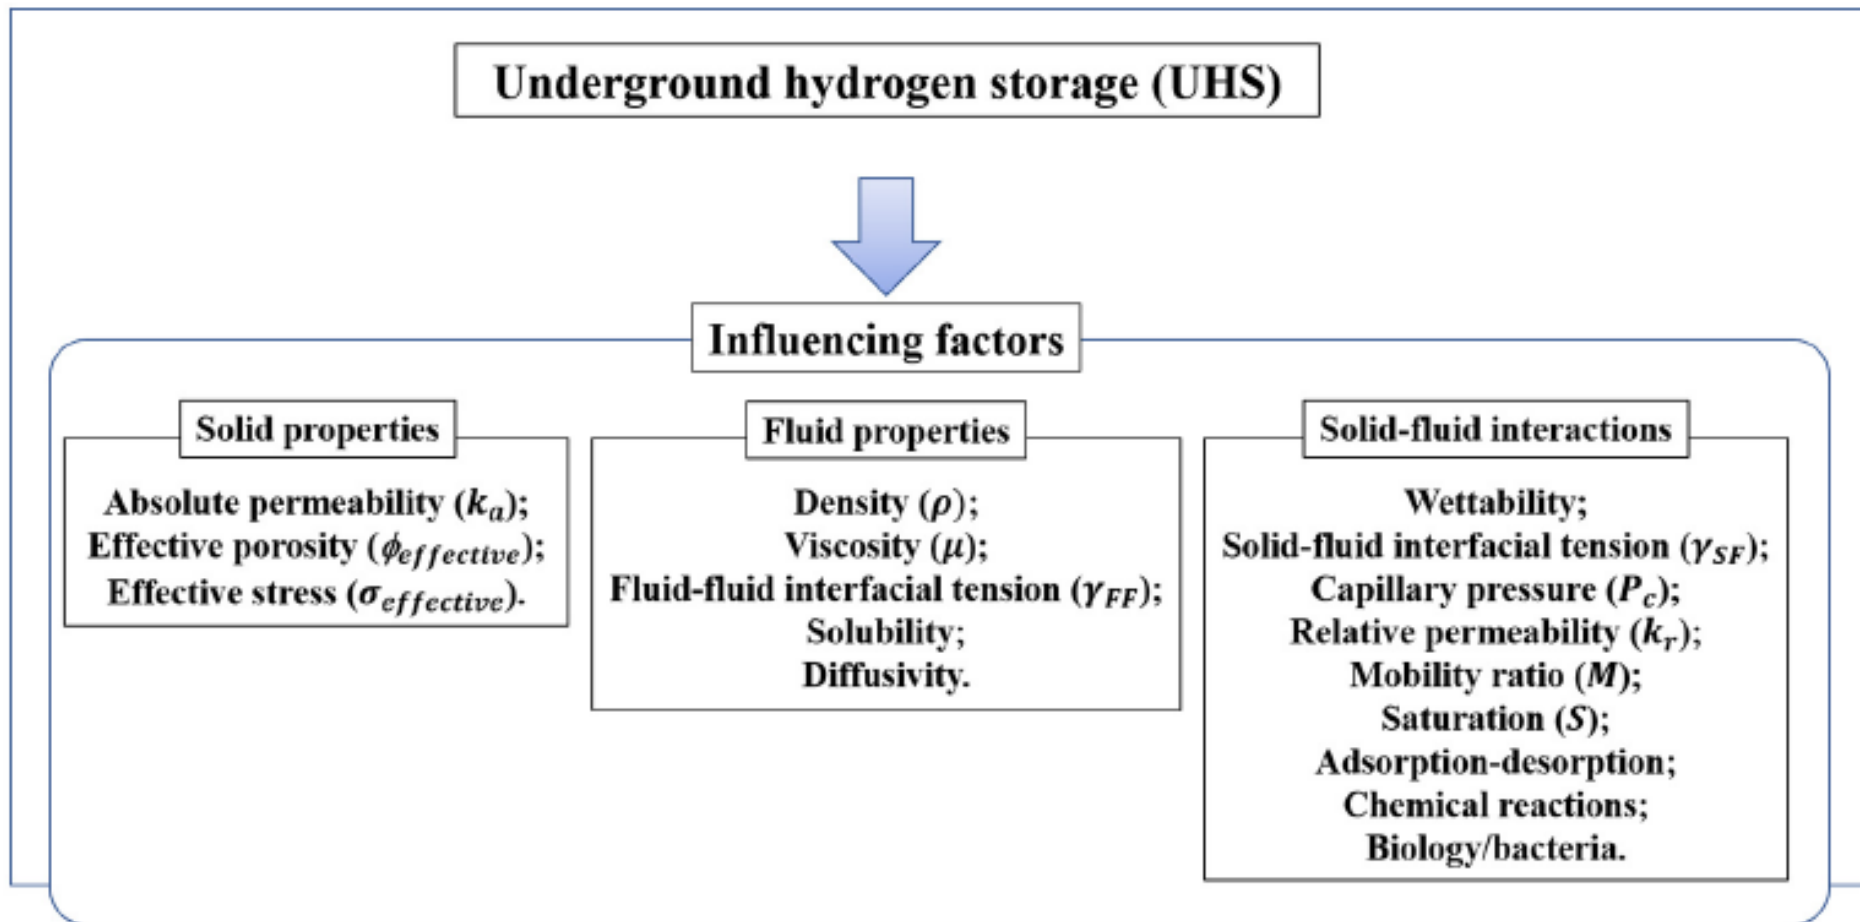 Underground hydrogen storage (UHS)
Influencing factors
Solid properties
Absolute permeability (kₐ);
Effective porosity (ϕeffective);
Effective stress (σeffective).
Fluid properties
Density (ρ);
Viscosity (μ);
Fluid-fluid interfacial tension (γFF);
Solubility;
Diffusivity.
Solid-fluid interactions
Wettability;
Solid-fluid interfacial tension (γSF);
Capillary pressure (Pc);
Relative permeability (kr);
Mobility ratio (M);
Saturation (S);
Adsorption-desorption;
Chemical reactions;
Biology/bacteria.